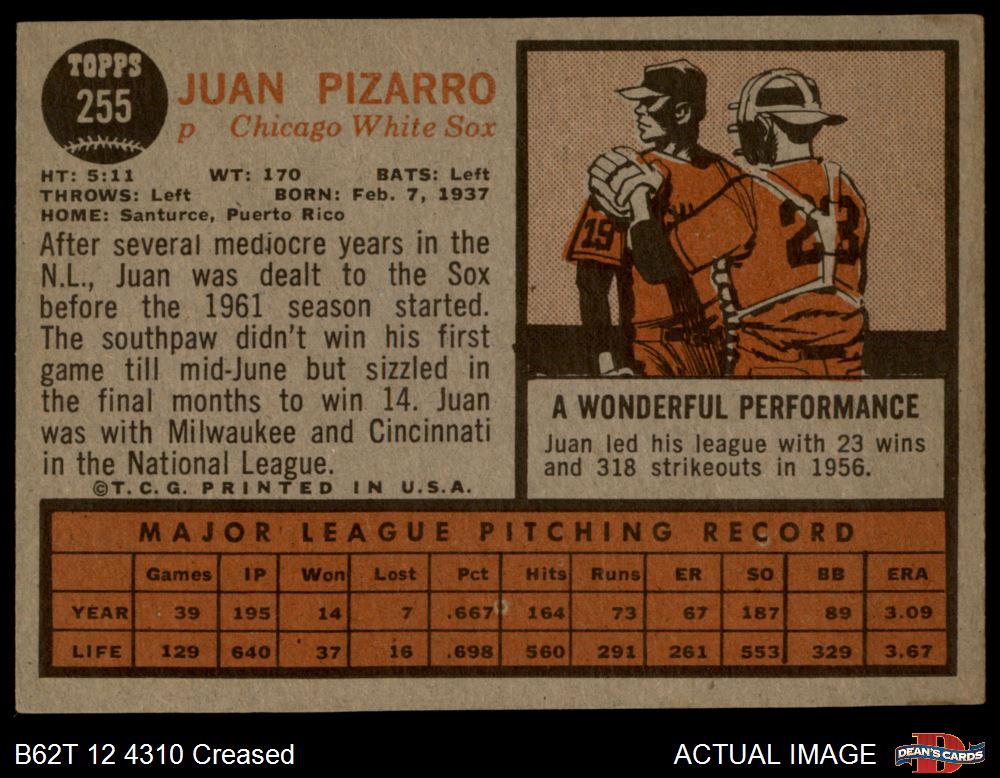 TOPPS
255
JUAN PIZARRO
p Chicago White Sox
HT: 5:11 WT: 170 BATS: Left
THROWS: Left BORN: Feb. 7, 1937
HOME: Santurce, Puerto Rico
After several mediocre years in the
N.L., Juan was dealt to the Sox
before the 1961 season started.
The southpaw didn't win his first
game till mid-June but sizzled in
the final months to win 14. Juan
was with Milwaukee and Cincinnati
in the National League.
©T.C.G. PRINTED IN U.S.A.
19
23
A WONDERFUL PERFORMANCE
Juan led his league with 23 wins
and 318 strikeouts in 1956.
MAJOR LEAGUE PITCHING RECORD
Games IP Won Lost Pct Hits Runs ER SO BB ERA
YEAR 39 195 14 7 .667 164 73 67 187 89 3.09
LIFE 129 640 37 16 .698 560 291 261 553 329 3.67
B62T 12 4310 Creased
ACTUAL IMAGE
DEAN'S CARDS